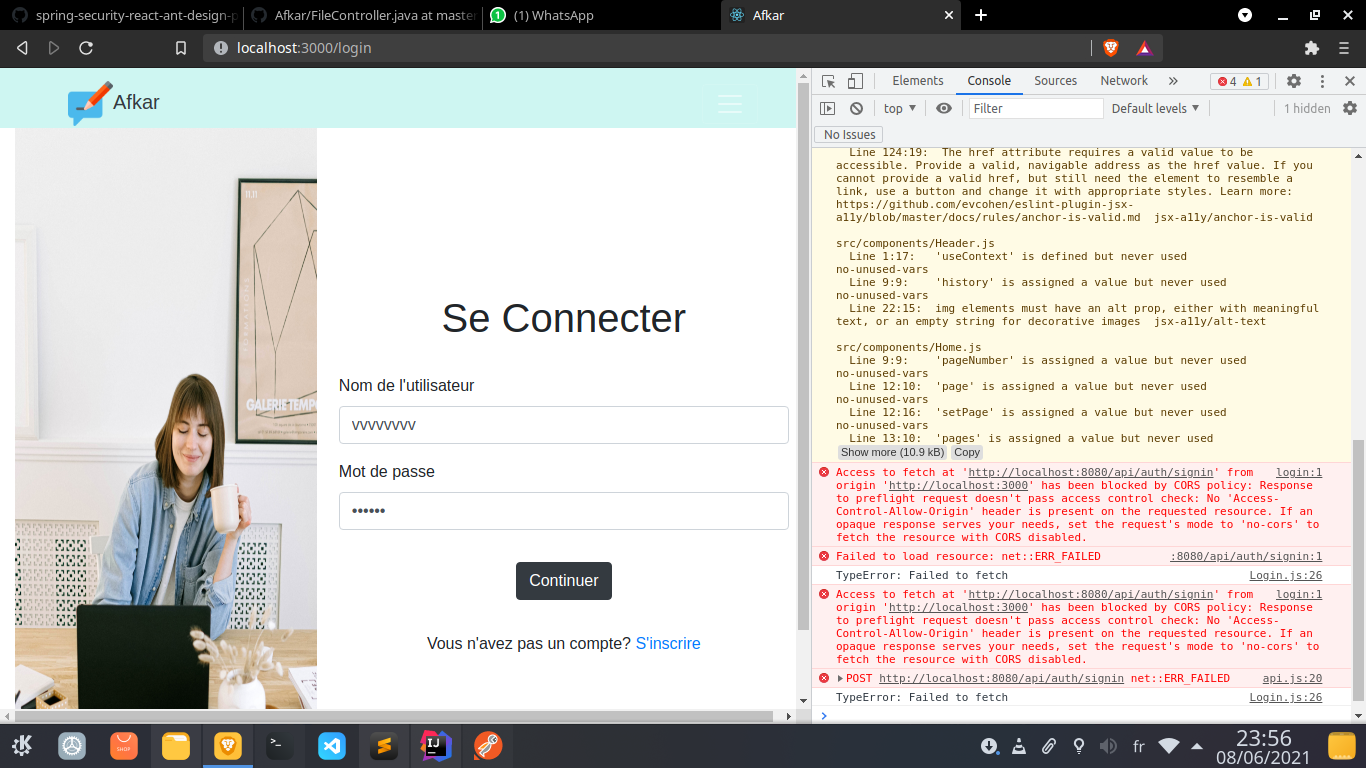 spring-security-react-ant-design-p
Afkar/FileController.java at master
(1) WhatsApp
Afkar
localhost:3000/login
Afkar
11.11
FORMATIONS
GALERIE TEMPO
Se Connecter
Nom de l'utilisateur
vvvvvvvv
Mot de passe
••••••
Continuer
Vous n'avez pas un compte? S'inscrire
Elements Console Sources Network » 4 1
top Filter Default levels 1 hidden
No Issues
Line 124:19: The href attribute requires a valid value to be
accessible. Provide a valid, navigable address as the href value. If you
cannot provide a valid href, but still need the element to resemble a
link, use a button and change it with appropriate styles. Learn more:
https://github.com/evcohen/eslint-plugin-jsx-
a11y/blob/master/docs/rules/anchor-is-valid.md jsx-a11y/anchor-is-valid
src/components/Header.js
Line 1:17: 'useContext' is defined but never used
no-unused-vars
Line 9:9: 'history' is assigned a value but never used
no-unused-vars
Line 22:15: img elements must have an alt prop, either with meaningful
text, or an empty string for decorative images jsx-a11y/alt-text
src/components/Home.js
Line 9:9: 'pageNumber' is assigned a value but never used
no-unused-vars
Line 12:10: 'page' is assigned a value but never used
no-unused-vars
Line 12:16: 'setPage' is assigned a value but never used
no-unused-vars
Line 13:10: 'pages' is assigned a value but never used
Show more (10.9 kB) Copy
Access to fetch at 'http://localhost:8080/api/auth/signin' from login:1
origin 'http://localhost:3000' has been blocked by CORS policy: Response
to preflight request doesn't pass access control check: No 'Access-
Control-Allow-Origin' header is present on the requested resource. If an
opaque response serves your needs, set the request's mode to 'no-cors' to
fetch the resource with CORS disabled.
Failed to load resource: net::ERR_FAILED :8080/api/auth/signin:1
TypeError: Failed to fetch Login.js:26
Access to fetch at 'http://localhost:8080/api/auth/signin' from login:1
origin 'http://localhost:3000' has been blocked by CORS policy: Response
to preflight request doesn't pass access control check: No 'Access-
Control-Allow-Origin' header is present on the requested resource. If an
opaque response serves your needs, set the request's mode to 'no-cors' to
fetch the resource with CORS disabled.
POST http://localhost:8080/api/auth/signin net::ERR_FAILED api.js:20
TypeError: Failed to fetch Login.js:26
SHOP
IJ
fr
23:56
08/06/2021